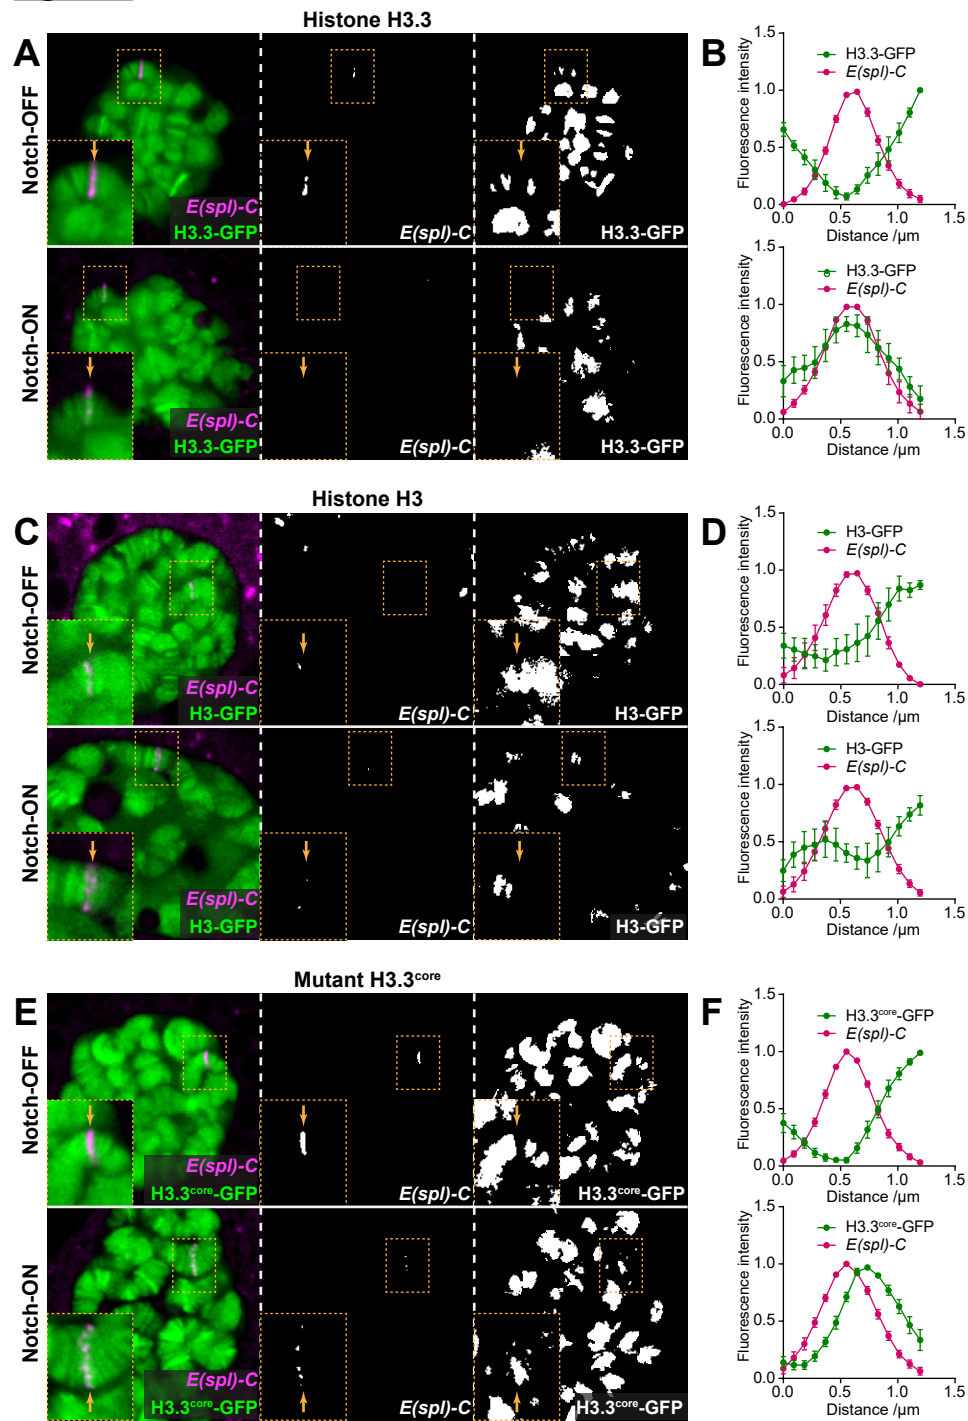 Histone H3.3
A
Notch-OFF
E(spl)-C
H3.3-GFP
E(spl)-C
H3.3-GFP
Notch-ON
E(spl)-C
H3.3-GFP
E(spl)-C
H3.3-GFP
B
1.5
1.0
0.5
0.0
Fluorescence intensity
H3.3-GFP
E(spl)-C
0.0 0.5 1.0 1.5
Distance /µm
1.5
1.0
0.5
0.0
Fluorescence intensity
H3.3-GFP
E(spl)-C
0.0 0.5 1.0 1.5
Distance /µm
Histone H3
C
Notch-OFF
E(spl)-C
H3-GFP
E(spl)-C
H3-GFP
Notch-ON
E(spl)-C
H3-GFP
E(spl)-C
H3-GFP
D
1.5
1.0
0.5
0.0
Fluorescence intensity
H3-GFP
E(spl)-C
0.0 0.5 1.0 1.5
Distance /µm
1.5
1.0
0.5
0.0
Fluorescence intensity
H3-GFP
E(spl)-C
0.0 0.5 1.0 1.5
Distance /µm
Mutant H3.3core
E
Notch-OFF
E(spl)-C
H3.3core-GFP
E(spl)-C
H3.3core-GFP
Notch-ON
E(spl)-C
H3.3core-GFP
E(spl)-C
H3.3core-GFP
F
1.5
1.0
0.5
0.0
Fluorescence intensity
H3.3core-GFP
E(spl)-C
0.0 0.5 1.0 1.5
Distance /µm
1.5
1.0
0.5
0.0
Fluorescence intensity
H3.3core-GFP
E(spl)-C
0.0 0.5 1.0 1.5
Distance /µm